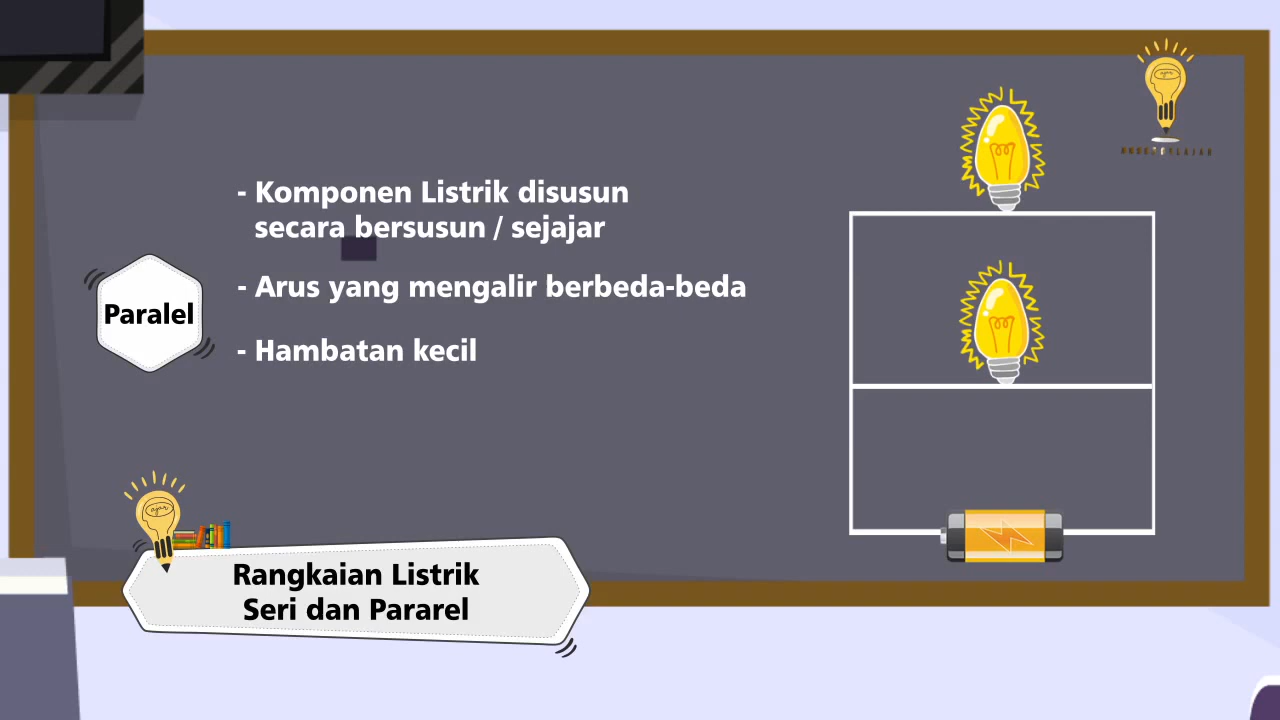 - Komponen Listrik disusun
secara bersusun / sejajar
- Arus yang mengalir berbeda-beda
- Hambatan kecil
Paralel
Rangkaian Listrik
Seri dan Pararel